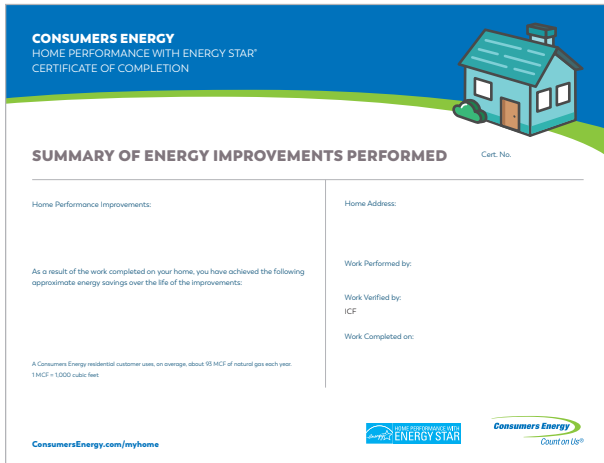 CONSUMERS ENERGY
HOME PERFORMANCE WITH ENERGY STAR®
CERTIFICATE OF COMPLETION
SUMMARY OF ENERGY IMPROVEMENTS PERFORMED
Cert. No.
Home Performance Improvements:
As a result of the work completed on your home, you have achieved the following
approximate energy savings over the life of the improvements:
A Consumers Energy residential customer uses, on average, about 93 MCF of natural gas each year.
1 MCF = 1,000 cubic feet
Home Address:
Work Performed by:
Work Verified by:
ICF
Work Completed on:
ConsumersEnergy.com/myhome
energy
HOME PERFORMANCE WITH
ENERGY STAR
Consumers Energy
Count on Us®